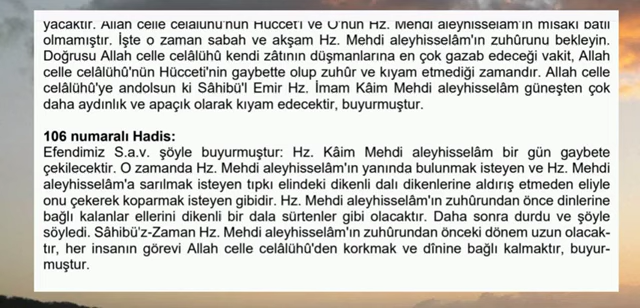 yacaktır. Allah celle celâlühü'nün Hücceti ve O'nun Hz. Mehdi aleyhisselâm'ın misakı batıl
olmamıştır. İşte o zaman sabah ve akşam Hz. Mehdi aleyhisselâm'ın zuhûrunu bekleyin.
Doğrusu Allah celle celâlühü kendi zâtının düşmanlarına en çok gazab edeceği vakit, Allah
celle celâlühü'nün Hücceti'nin gaybette olup zuhûr ve kıyam etmediği zamandır. Allah celle
celâlühü'ye andolsun ki Sâhibü'l Emir Hz. İmam Kâim Mehdi aleyhisselâm güneşten çok
daha aydınlık ve apaçık olarak kıyam edecektir, buyurmuştur.
106 numaralı Hadis:
Efendimiz S.a.v. şöyle buyurmuştur: Hz. Kâim Mehdi aleyhisselâm bir gün gaybete
çekilecektir. O zamanda Hz. Mehdi aleyhisselâm'ın yanında bulunmak isteyen ve Hz. Mehdi
aleyhisselâm'a sarılmak isteyen tıpkı elindeki dikenli dalı dikenlerine aldırış etmeden eliyle
onu çekerek koparmak isteyen gibidir. Hz. Mehdi aleyhisselâm'ın zuhûrundan önce dinlerine
bağlı kalanlar ellerini dikenli bir dala sürtenler gibi olacaktır. Daha sonra durdu ve şöyle
söyledi. Sâhibü'z-Zaman Hz. Mehdi aleyhisselâm'ın zuhûrundan önceki dönem uzun olacak-
tır, her insanın görevi Allah celle celâlühü'den korkmak ve dînine bağlı kalmaktır, buyur-
muştur.